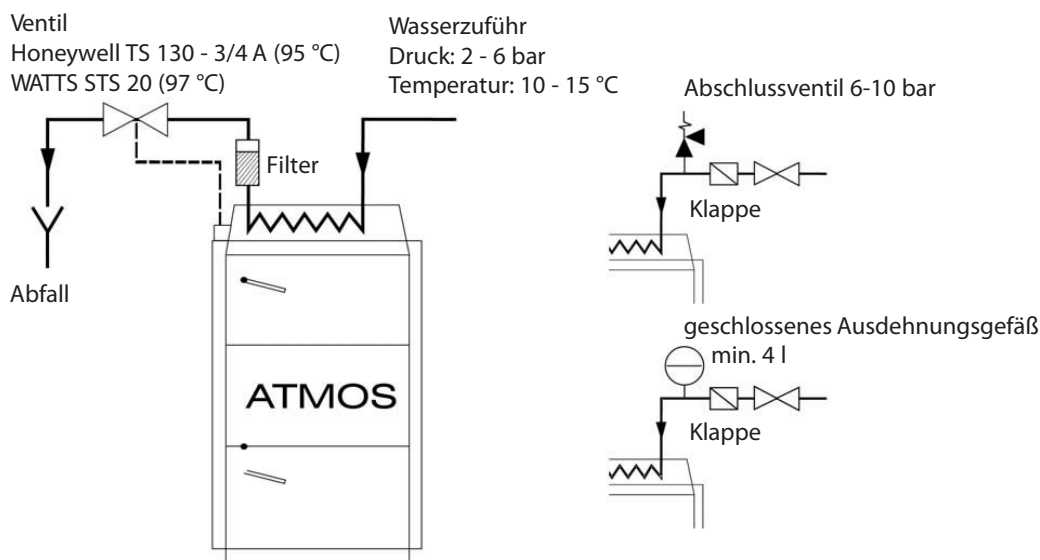 Ventil
Honeywell TS 130 - 3/4 A (95 °C)
WATTS STS 20 (97 °C)
Wasserzuführ
Druck: 2 - 6 bar
Temperatur: 10 - 15 °C
Abschlussventil 6-10 bar
Filter
Klappe
Abfall
geschlossenes Ausdehnungsgefäß
min. 4 l
ATMOS
Klappe